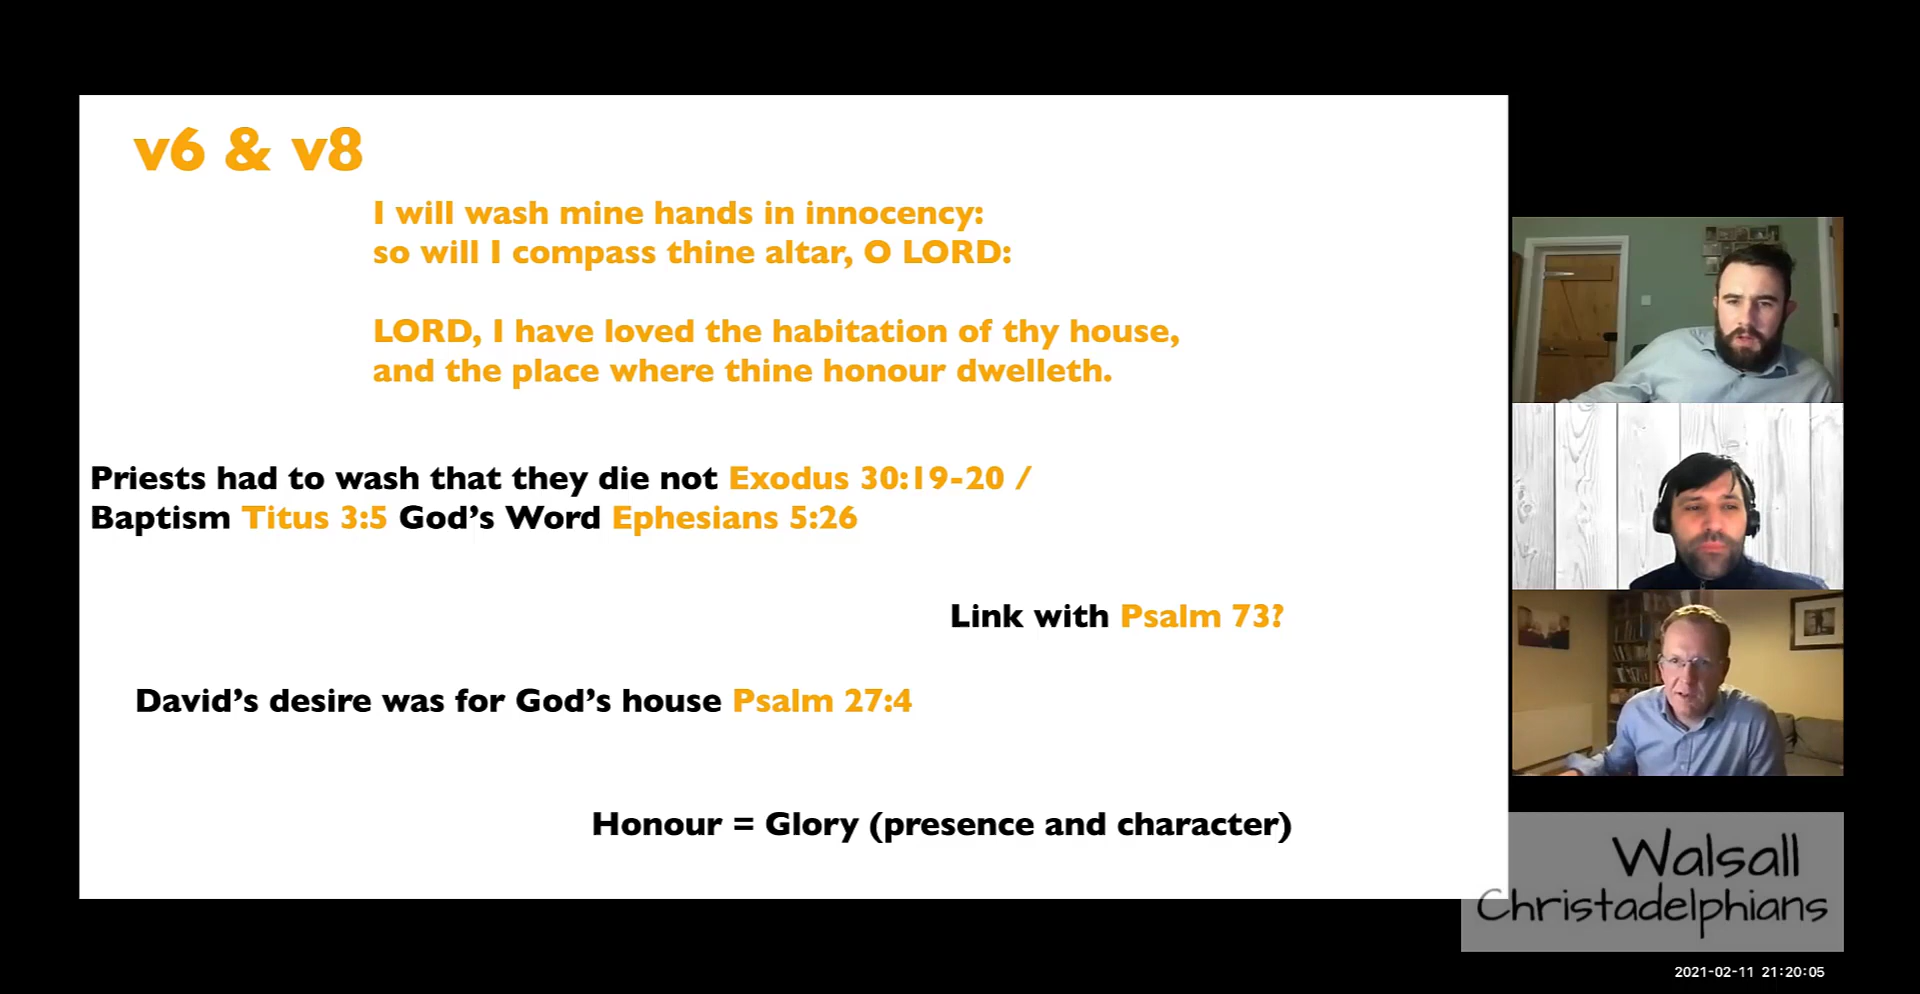 v6 & v8
I will wash mine hands in innocency:
so will I compass thine altar, O LORD:
LORD, I have loved the habitation of thy house,
and the place where thine honour dwelleth.
Priests had to wash that they die not Exodus 30:19-20 /
Baptism Titus 3:5 God’s Word Ephesians 5:26
Link with Psalm 73?
David’s desire was for God’s house Psalm 27:4
Honour = Glory (presence and character)
Walsall
Christadelphians
2021-02-11 21:20:05